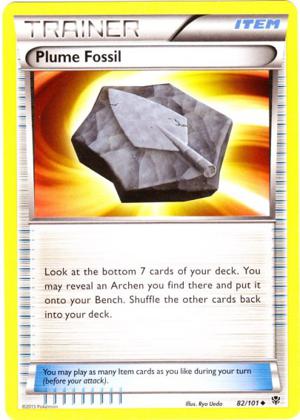 TRAINER ITEM
Plume Fossil
Look at the bottom 7 cards of your deck. You
may reveal an Archen you find there and put it
onto your Bench. Shuffle the other cards back
into your deck.
You may play as many Item cards as you like during your turn
(before your attack).
©2013 Pokémon Illus. Ryo Ueda 82/101